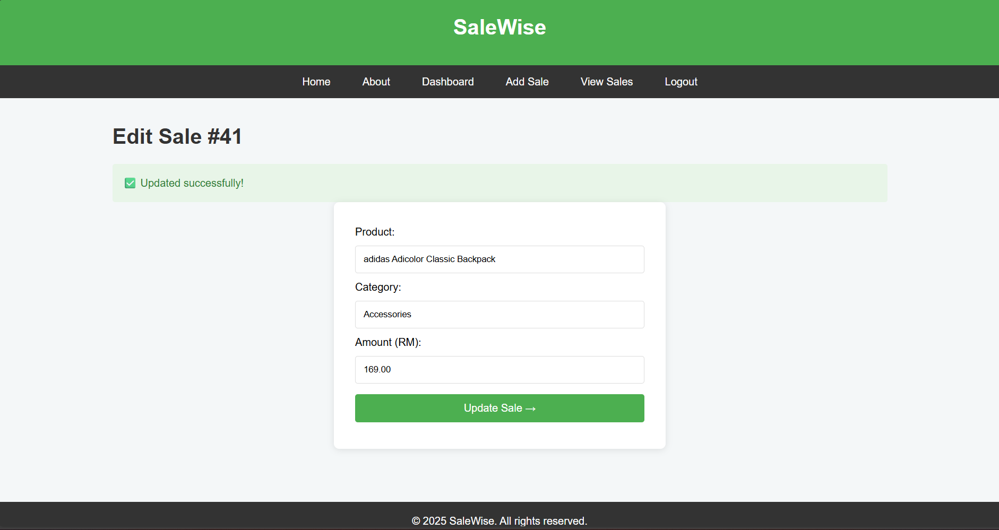 SaleWise
Home About Dashboard Add Sale View Sales Logout
Edit Sale #41
✅ Updated successfully!
Product:
adidas Adicolor Classic Backpack
Category:
Accessories
Amount (RM):
169.00
Update Sale →
© 2025 SaleWise. All rights reserved.